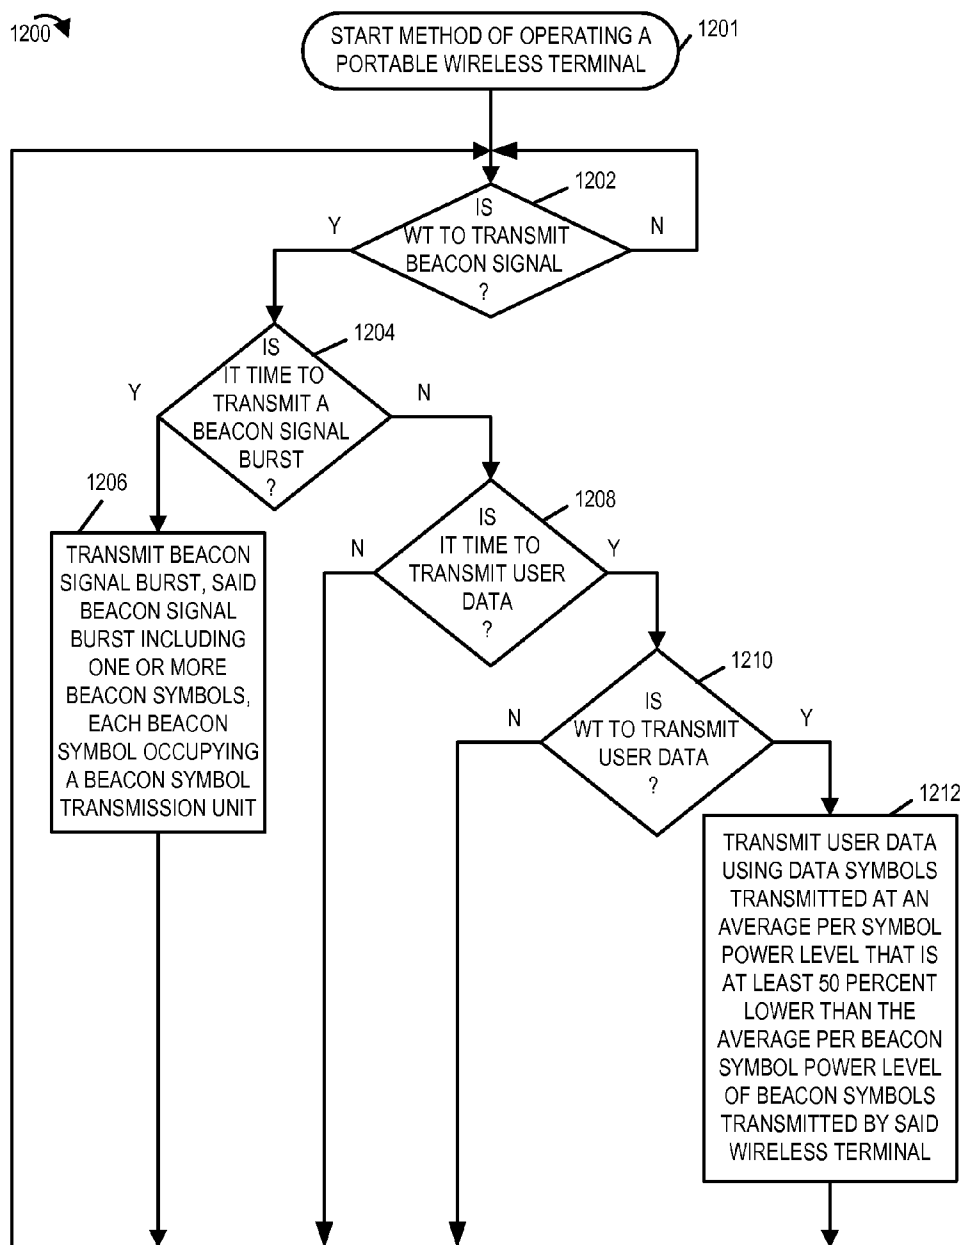 1200
START METHOD OF OPERATING A
PORTABLE WIRELESS TERMINAL
1201
1202
IS
WT TO TRANSMIT
BEACON SIGNAL
?
Y
N
1204
IS
IT TIME TO
TRANSMIT A
BEACON SIGNAL
BURST
?
Y
N
1206
TRANSMIT BEACON
SIGNAL BURST, SAID
BEACON SIGNAL
BURST INCLUDING
ONE OR MORE
BEACON SYMBOLS,
EACH BEACON
SYMBOL OCCUPYING
A BEACON SYMBOL
TRANSMISSION UNIT
1208
IS
IT TIME TO
TRANSMIT USER
DATA
?
N
Y
1210
IS
WT TO TRANSMIT
USER DATA
?
N
Y
1212
TRANSMIT USER DATA
USING DATA SYMBOLS
TRANSMITTED AT AN
AVERAGE PER SYMBOL
POWER LEVEL THAT IS
AT LEAST 50 PERCENT
LOWER THAN THE
AVERAGE PER BEACON
SYMBOL POWER LEVEL
OF BEACON SYMBOLS
TRANSMITTED BY SAID
WIRELESS TERMINAL